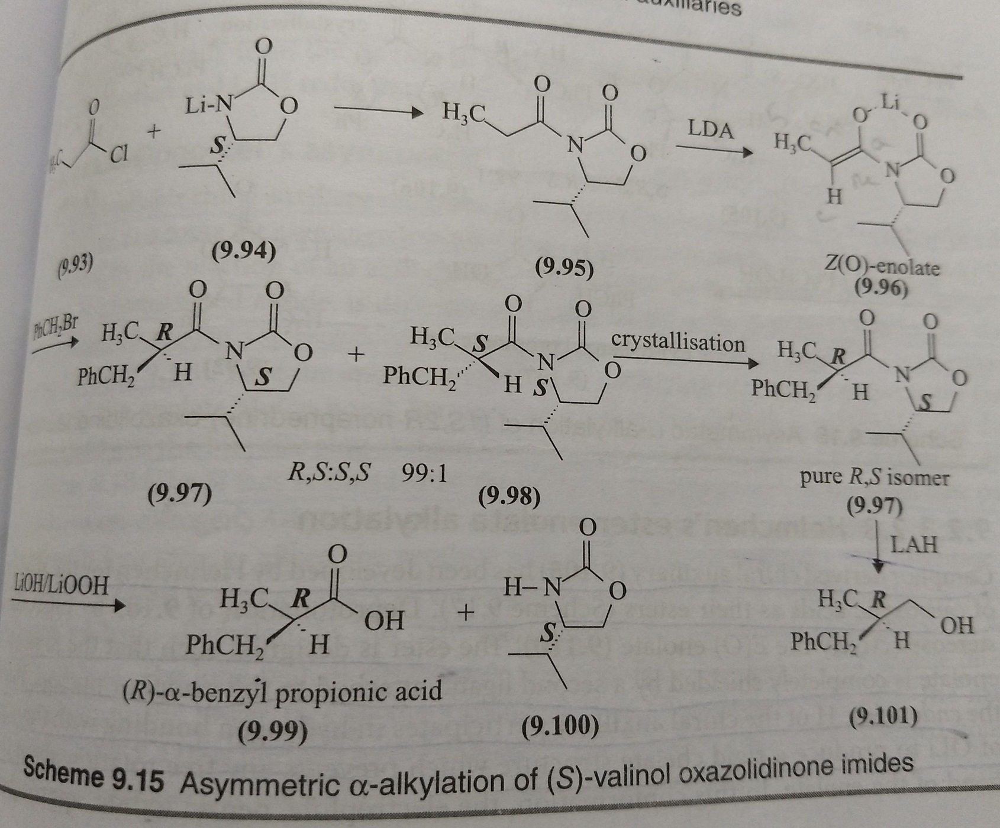 auxiliaries
O
O
Li-N
O
+
Cl
S
H₃C
(9.93)
(9.94)
O
O
H₃C
N
O
(9.95)
LDA
Li
O
O
H₃C
N
O
H
Z(O)-enolate
(9.96)
PhCH₂Br
O
O
H₃C
R
N
O
PhCH₂
H
S
(9.97)
+
R,S:S,S 99:1
O
O
H₃C
S
N
O
PhCH₂
H
S
(9.98)
crystallisation
O
O
H₃C
R
N
O
PhCH₂
H
S
pure R,S isomer
(9.97)
LAH
LiOH/LiOOH
O
H₃C
R
OH
PhCH₂
H
(R)-α-benzyl propionic acid
(9.99)
+
O
H–N
O
S
(9.100)
H₃C
R
OH
PhCH₂
H
(9.101)
Scheme 9.15 Asymmetric α-alkylation of (S)-valinol oxazolidinone imides